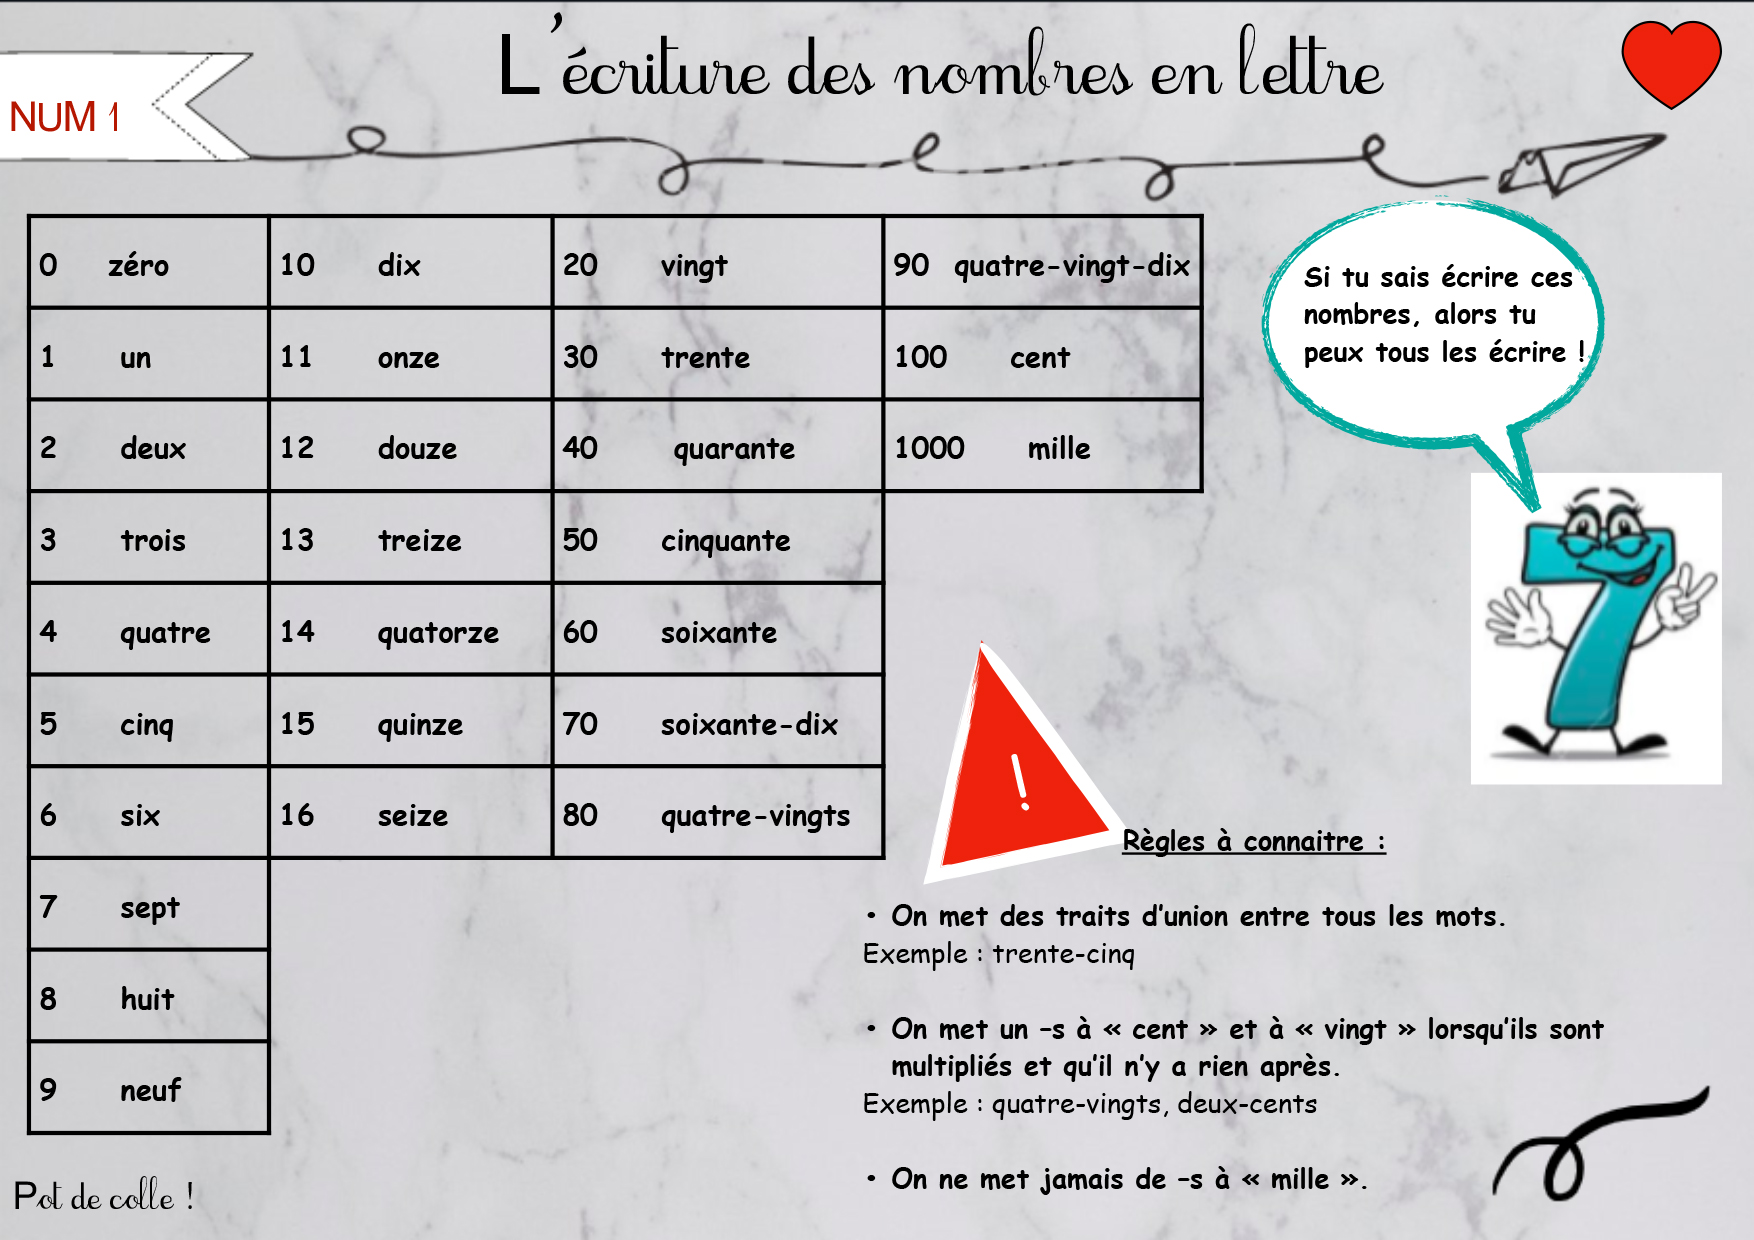 L'écriture des nombres en lettre
NUM 1
0 zéro 10 dix 20 vingt 90 quatre-vingt-dix
1 un 11 onze 30 trente 100 cent
2 deux 12 douze 40 quarante 1000 mille
3 trois 13 treize 50 cinquante
4 quatre 14 quatorze 60 soixante
5 cinq 15 quinze 70 soixante-dix
6 six 16 seize 80 quatre-vingts
7 sept
8 huit
9 neuf
Si tu sais écrire ces
nombres, alors tu
peux tous les écrire !
!
Règles à connaitre :
• On met des traits d'union entre tous les mots.
Exemple : trente-cinq
• On met un -s à « cent » et à « vingt » lorsqu'ils sont
multipliés et qu'il n'y a rien après.
Exemple : quatre-vingts, deux-cents
• On ne met jamais de -s à « mille ».
Pot de colle !